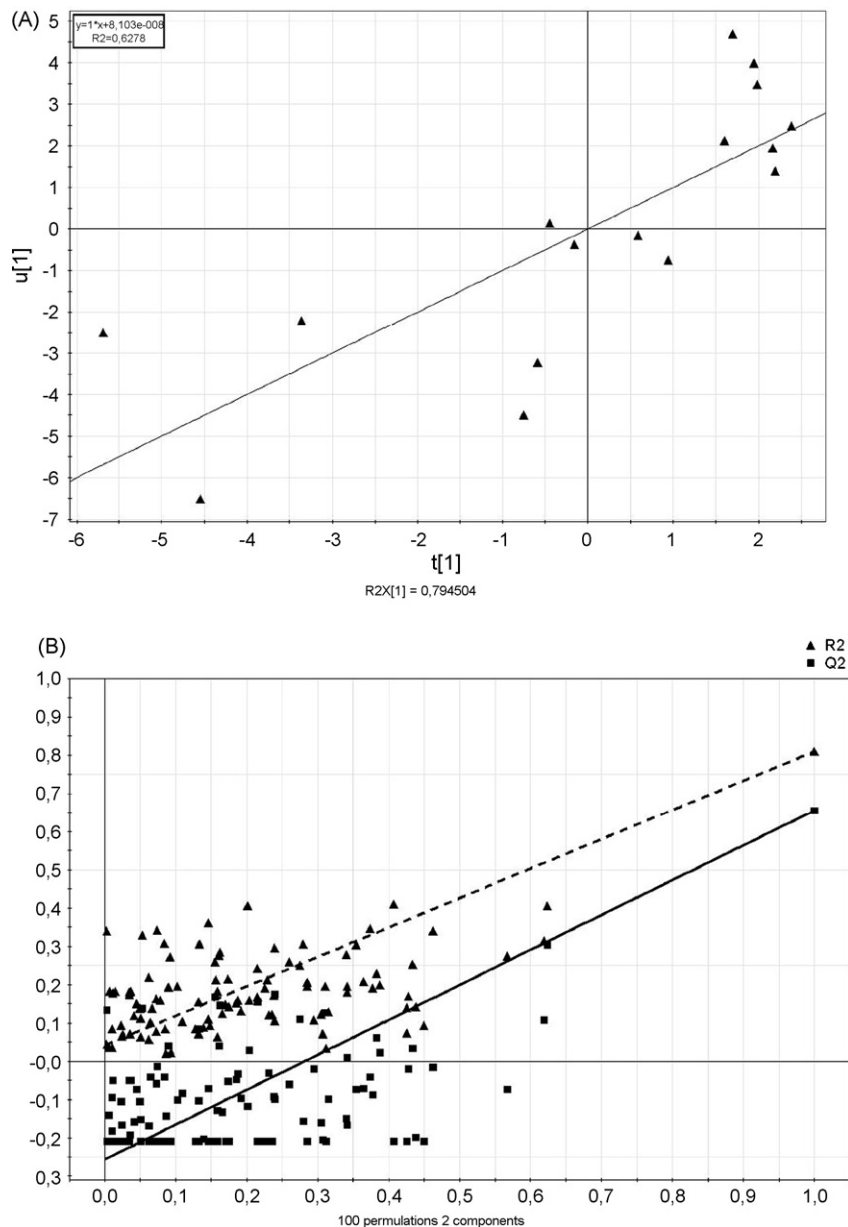 (A)
y=1*x+8,103e-008
R2=0,6278
5
4
3
2
1
0
-1
-2
-3
-4
-5
-6
-7
u[1]
-6 -5 -4 -3 -2 -1 0 1 2
t[1]
R2X[1] = 0,794504
(B)
R2
Q2
1,0
0,9
0,8
0,7
0,6
0,5
0,4
0,3
0,2
0,1
-0,0
-0,1
-0,2
0,3
0,0 0,1 0,2 0,3 0,4 0,5 0,6 0,7 0,8 0,9 1,0
100 permulations 2 components